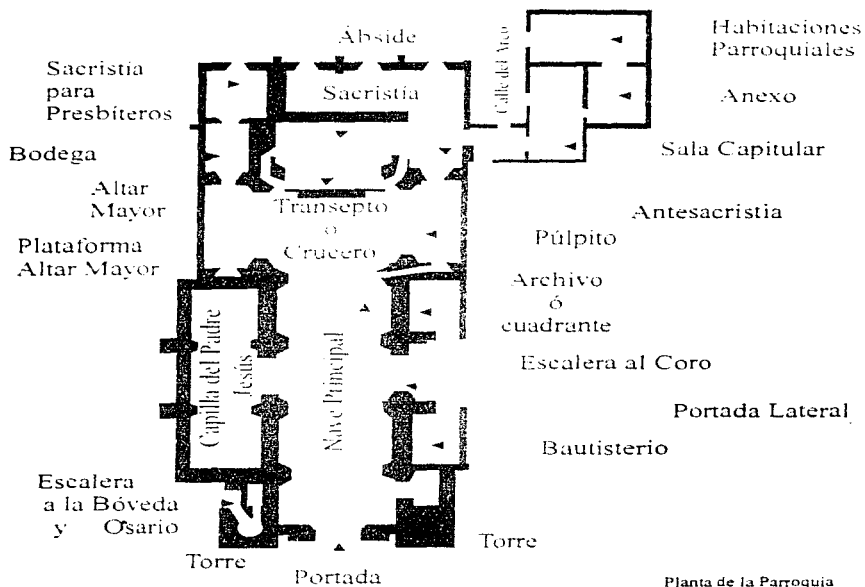 Ábside
Habitaciones
Parroquiales
Sacristía
para
Presbíteros
Sacristía
Calle del Arco
Anexo
Bodega
Sala Capitular
Altar
Mayor
Transepto
o
Crucero
Antesacristia
Púlpito
Plataforma
Altar Mayor
Archivo
ó
cuadrante
Capilla del Padre
Jesús
Nave Principal
Escalera al Coro
Portada Lateral
Bautisterio
Escalera
a la Bóveda
y Osario
Torre
Torre
Portada
Planta de la Parroquia